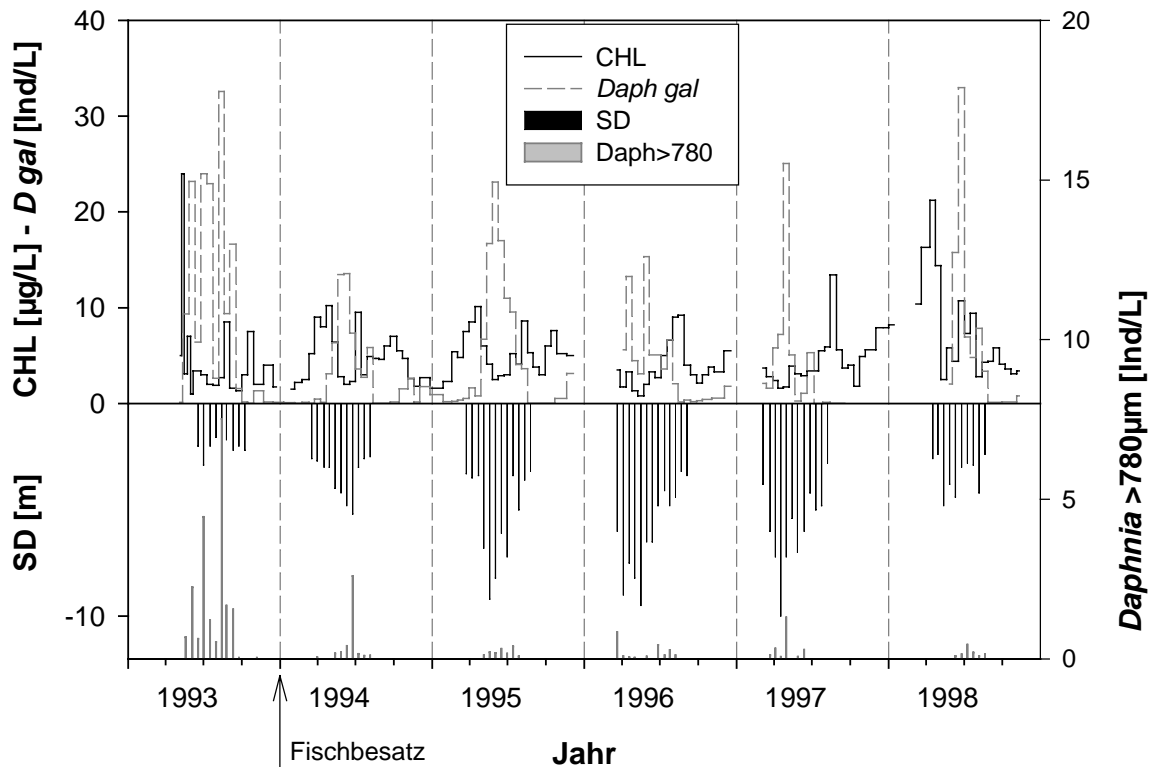 CHL [µg/L] - D gal [Ind/L]
SD [m]
40
30
20
10
0
-10
CHL
Daph gal
SD
Daph>780
20
15
10
5
0
Daphnia >780µm [Ind/L]
1993
1994
1995
1996
1997
1998
Fischbesatz
Jahr